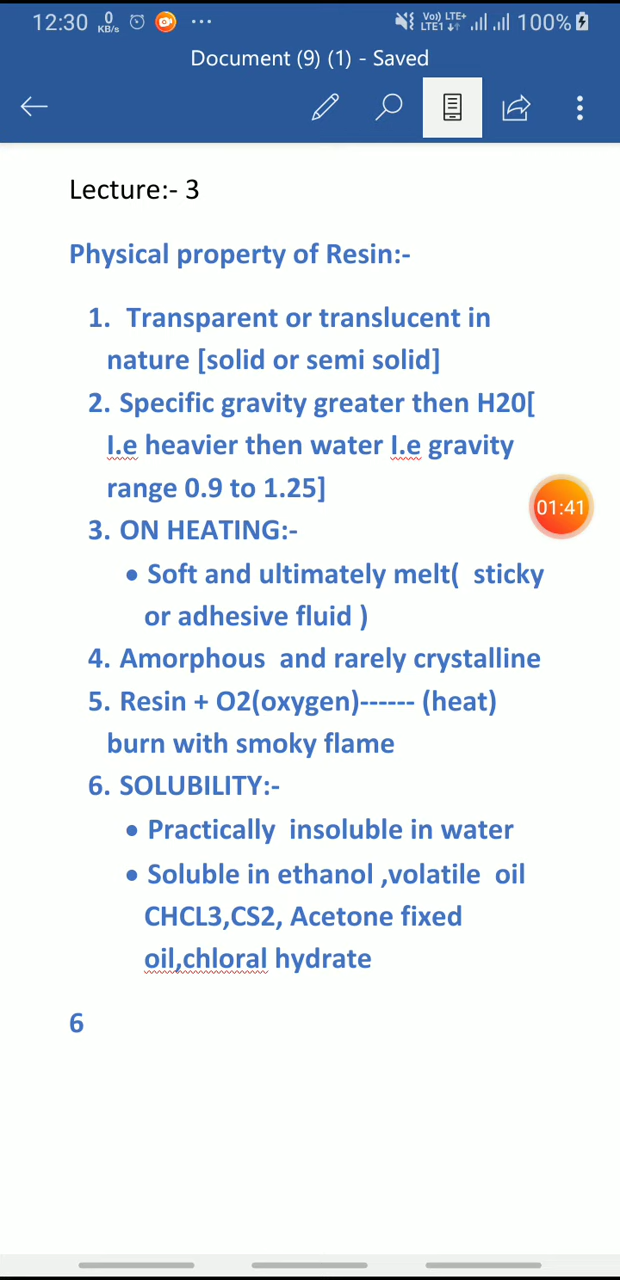 12:30 0 KB/s ... Vo) LTE+ LTE1 100%
Document (9) (1) - Saved
Lecture:- 3
Physical property of Resin:-
1. Transparent or translucent in
nature [solid or semi solid]
2. Specific gravity greater then H20[
I.e heavier then water I.e gravity
range 0.9 to 1.25]
01:41
3. ON HEATING:-
• Soft and ultimately melt( sticky
or adhesive fluid )
4. Amorphous and rarely crystalline
5. Resin + O2(oxygen)------ (heat)
burn with smoky flame
6. SOLUBILITY:-
• Practically insoluble in water
• Soluble in ethanol ,volatile oil
CHCL3,CS2, Acetone fixed
oil,chloral hydrate
6